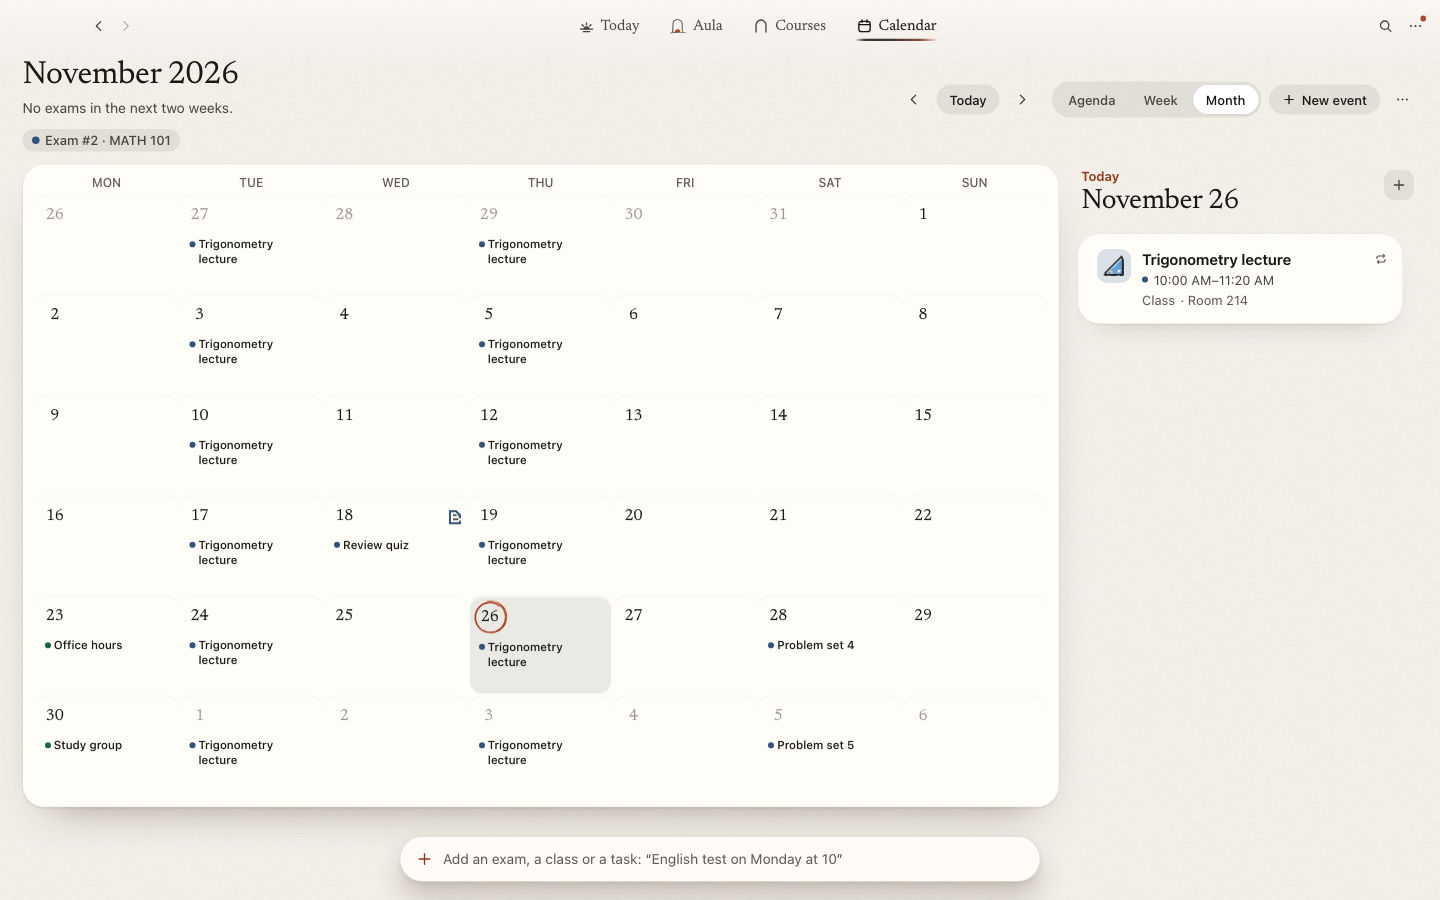 Today
Aula
Courses
Calendar
November 2026
No exams in the next two weeks.
Exam #2 · MATH 101
Today
Agenda
Week
Month
New event
MON TUE WED THU FRI SAT SUN
26 27 28 29 30 31 1
Trigonometry lecture
Trigonometry lecture
2 3 4 5 6 7 8
Trigonometry lecture
Trigonometry lecture
9 10 11 12 13 14 15
Trigonometry lecture
Trigonometry lecture
16 17 18 19 20 21 22
Trigonometry lecture
Review quiz
Trigonometry lecture
23 24 25 26 27 28 29
Office hours
Trigonometry lecture
Trigonometry lecture
Problem set 4
30 1 2 3 4 5 6
Study group
Trigonometry lecture
Trigonometry lecture
Problem set 5
Today
November 26
Trigonometry lecture
10:00 AM–11:20 AM
Class · Room 214
Add an exam, a class or a task: “English test on Monday at 10”